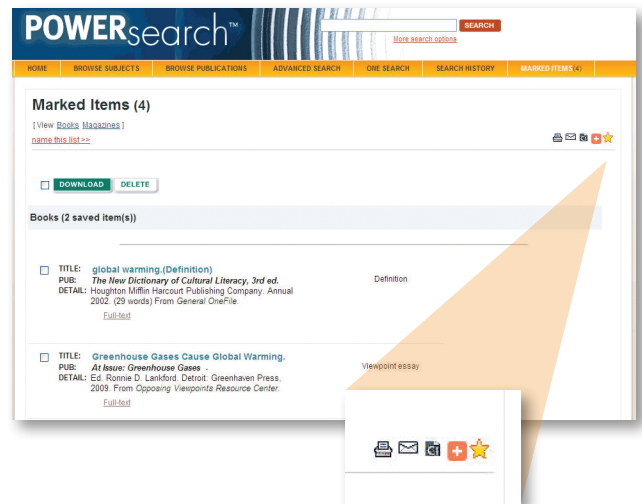 POWERsearch™
SEARCH
More search options
HOME BROWSE SUBJECTS BROWSE PUBLICATIONS ADVANCED SEARCH ONE SEARCH SEARCH HISTORY MARKED ITEMS(4)
Marked Items (4)
[View Books Magazines ]
name this list >>
DOWNLOAD DELETE
Books (2 saved item(s))
TITLE: global warming.(Definition)
PUB: The New Dictionary of Cultural Literacy, 3rd ed. Definition
DETAIL: Houghton Mifflin Harcourt Publishing Company. Annual
2002. (29 words) From General OneFile.
Full-text
TITLE: Greenhouse Gases Cause Global Warming.
PUB: At Issue: Greenhouse Gases . Viewpoint essay
DETAIL: Ed. Ronnie D. Lankford. Detroit: Greenhaven Press,
2009. From Opposing Viewpoints Resource Center.
Full-text